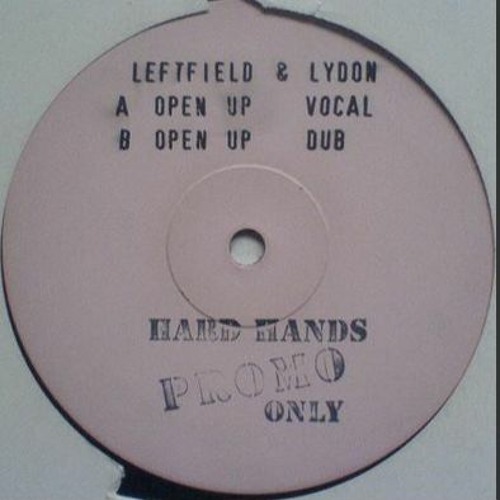 LEFTFIELD & LYDON
A OPEN UP VOCAL
B OPEN UP DUB
HARD HANDS
PROMO
ONLY